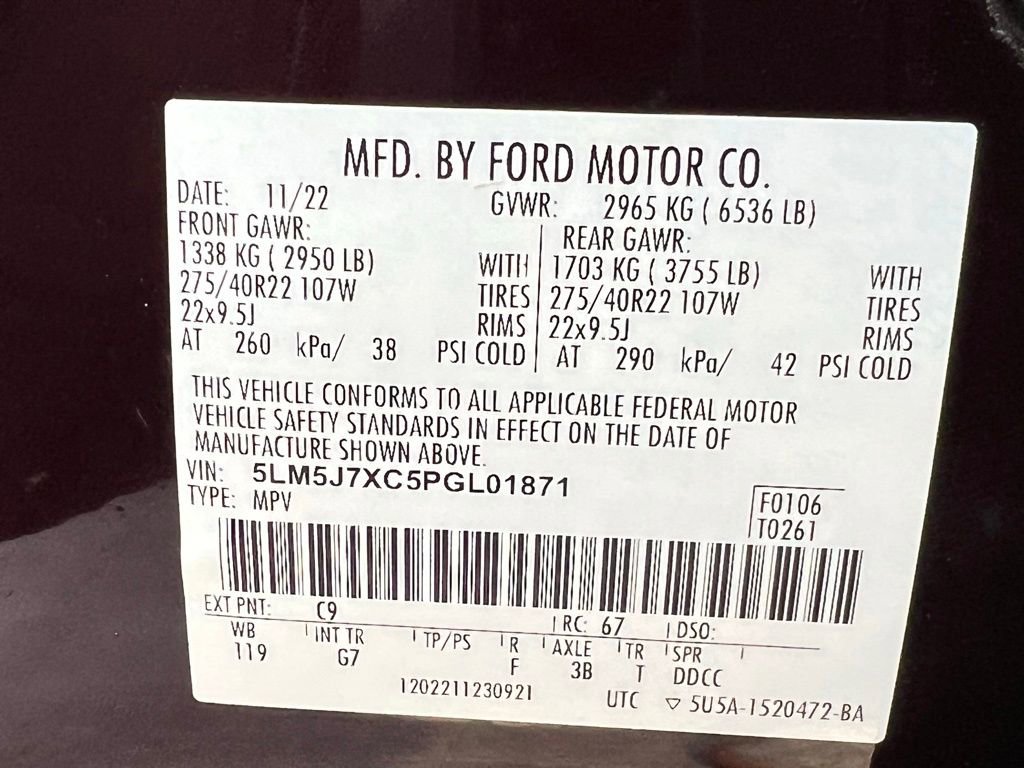 MFD. BY FORD MOTOR CO.
DATE: 11/22 GVWR: 2965 KG ( 6536 LB)
FRONT GAWR: REAR GAWR:
1338 KG ( 2950 LB) WITH 1703 KG ( 3755 LB) WITH
275/40R22 107W TIRES 275/40R22 107W TIRES
22x9.5J RIMS 22x9.5J RIMS
AT 260 kPa/ 38 PSI COLD AT 290 kPa/ 42 PSI COLD
THIS VEHICLE CONFORMS TO ALL APPLICABLE FEDERAL MOTOR
VEHICLE SAFETY STANDARDS IN EFFECT ON THE DATE OF
MANUFACTURE SHOWN ABOVE.
VIN: 5LM5J7XC5PGL01871
TYPE: MPV F0106
T0261
EXT PNT: C9 RC: 67 DSO:
WB INT TR TP/PS R AXLE TR SPR
119 G7 F 3B T DDCC
1202211230921 UTC ▽ 5U5A-1520472-BA